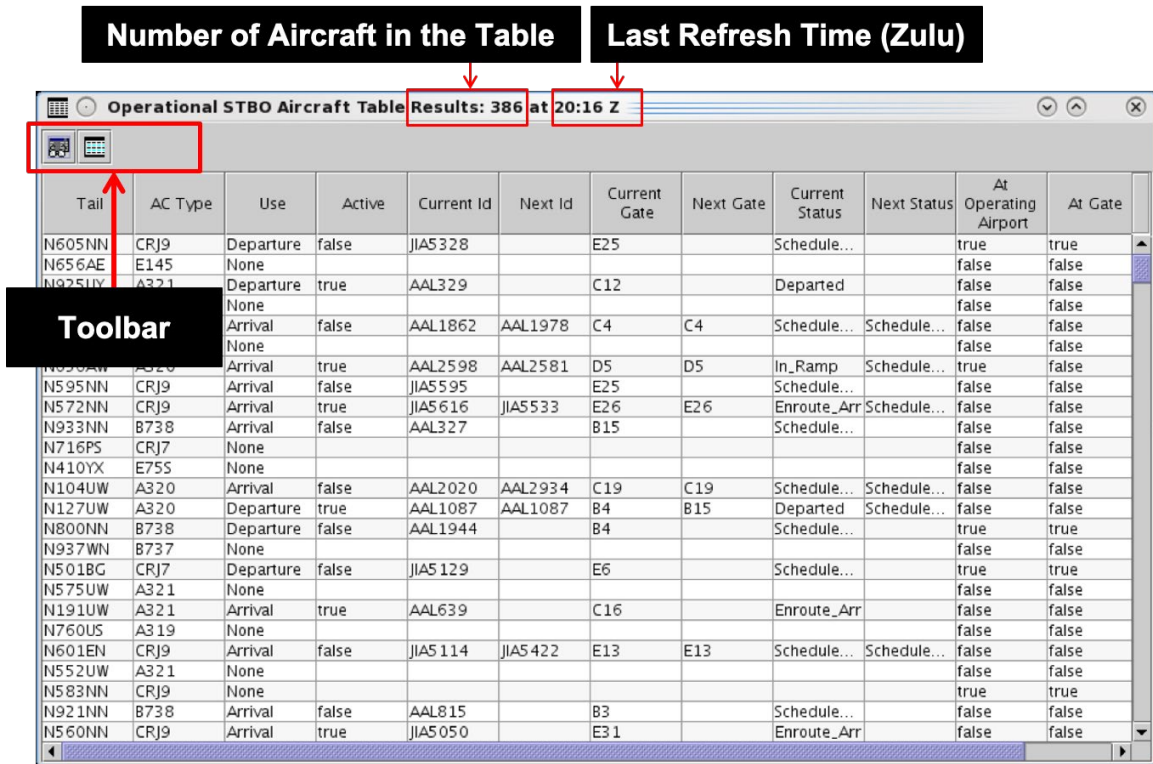 Number of Aircraft in the Table Last Refresh Time (Zulu)
Operational STBO Aircraft Table Results: 386 at 20:16 Z
Tail AC Type Use Active Current Id Next Id Current Gate Next Gate Current Status Next Status At Operating Airport At Gate
N605NN CRJ9 Departure false JIA5328 E25 Schedule... true true
N656AE E145 None false false
N925UY A321 Departure true AAL329 C12 Departed false false
None false false
Toolbar
Arrival false AAL1862 AAL1978 C4 C4 Schedule... Schedule... false false
None false false
A320 Arrival true AAL2598 AAL2581 D5 D5 In_Ramp Schedule... true false
N595NN CRJ9 Arrival false JIA5595 E25 Schedule... false false
N572NN CRJ9 Arrival true JIA5616 JIA5533 E26 E26 Enroute_Arr Schedule... false false
N933NN B738 Arrival false AAL327 B15 Schedule... false false
N716PS CRJ7 None false false
N410YX E75S None false false
N104UW A320 Arrival false AAL2020 AAL2934 C19 C19 Schedule... Schedule... false false
N127UW A320 Departure true AAL1087 AAL1087 B4 B15 Departed Schedule... false false
N800NN B738 Departure false AAL1944 B4 Schedule... true true
N937WN B737 None false false
N501BG CRJ7 Departure false JIA5129 E6 Schedule... true true
N575UW A321 None false false
N191UW A321 Arrival true AAL639 C16 Enroute_Arr false false
N760US A319 None false false
N601EN CRJ9 Arrival false JIA5114 JIA5422 E13 E13 Schedule... Schedule... false false
N552UW A321 None false false
N583NN CRJ9 None true true
N921NN B738 Arrival false AAL815 B3 Schedule... false false
N560NN CRJ9 Arrival true JIA5050 E31 Enroute_Arr false false